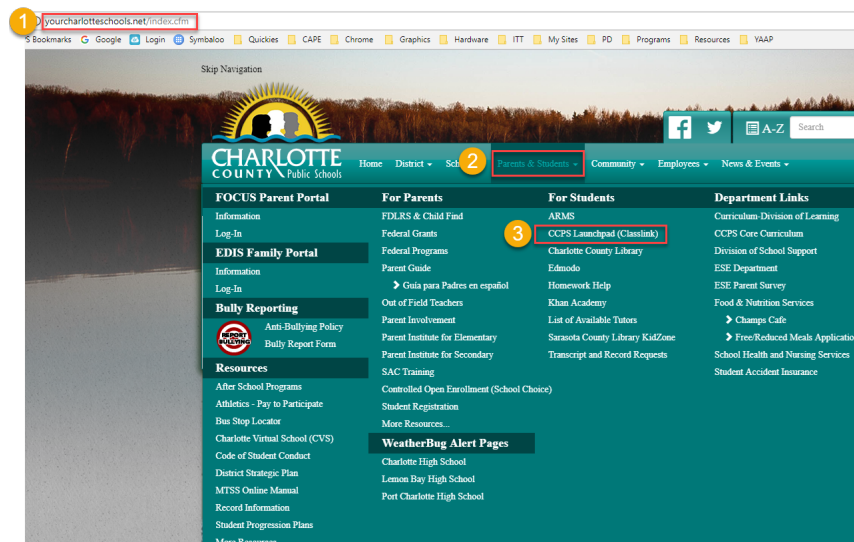 1
yourcharlotteschools.net/index.cfm
Bookmarks Google Login Symbaloo Quickies CAPE Chrome Graphics Hardware ITT My Sites PD Programs Resources YAAP
Skip Navigation
A-Z Search
CHARLOTTE
COUNTY Public Schools
Home District 2 Parents & Students Community Employees News & Events
FOCUS Parent Portal
Information
Log-In
EDIS Family Portal
Information
Log-In
Bully Reporting
REPORT BULLYING
Anti-Bullying Policy
Bully Report Form
Resources
After School Programs
Athletics - Pay to Participate
Bus Stop Locator
Charlotte Virtual School (CVS)
Code of Student Conduct
District Strategic Plan
MTSS Online Manual
Record Information
Student Progression Plans
More Resources
For Parents
FDLRS & Child Find
Federal Grants
Federal Programs
Parent Guide
Guía para Padres en español
Out of Field Teachers
Parent Involvement
Parent Institute for Elementary
Parent Institute for Secondary
SAC Training
Controlled Open Enrollment (School Choice)
Student Registration
More Resources...
WeatherBug Alert Pages
Charlotte High School
Lemon Bay High School
Port Charlotte High School
For Students
ARMS
3 CCPS Launchpad (Classlink)
Charlotte County Library
Edmodo
Homework Help
Khan Academy
List of Available Tutors
Sarasota County Library KidZone
Transcript and Record Requests
Department Links
Curriculum-Division of Learning
CCPS Core Curriculum
Division of School Support
ESE Department
ESE Parent Survey
Food & Nutrition Services
Champs Cafe
Free/Reduced Meals Applicatio
School Health and Nursing Services
Student Accident Insurance